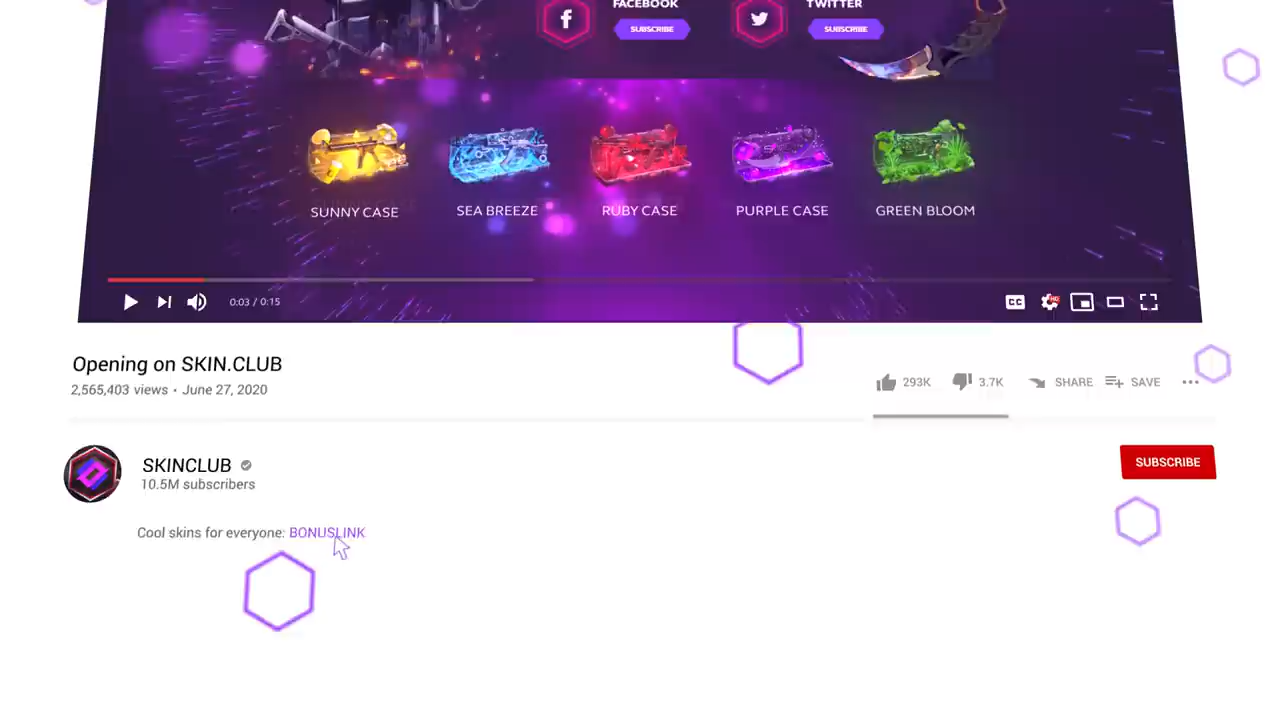 FACEBOOK
TWITTER
SUBSCRIBE
SUBSCRIBE
SUNNY CASE
SEA BREEZE
RUBY CASE
PURPLE CASE
GREEN BLOOM
0:03 / 0:15
CC
HD
Opening on SKIN.CLUB
2,565,403 views • June 27, 2020
293K
3.7K
SHARE
SAVE
SKINCLUB
10.5M subscribers
SUBSCRIBE
Cool skins for everyone: BONUSLINK